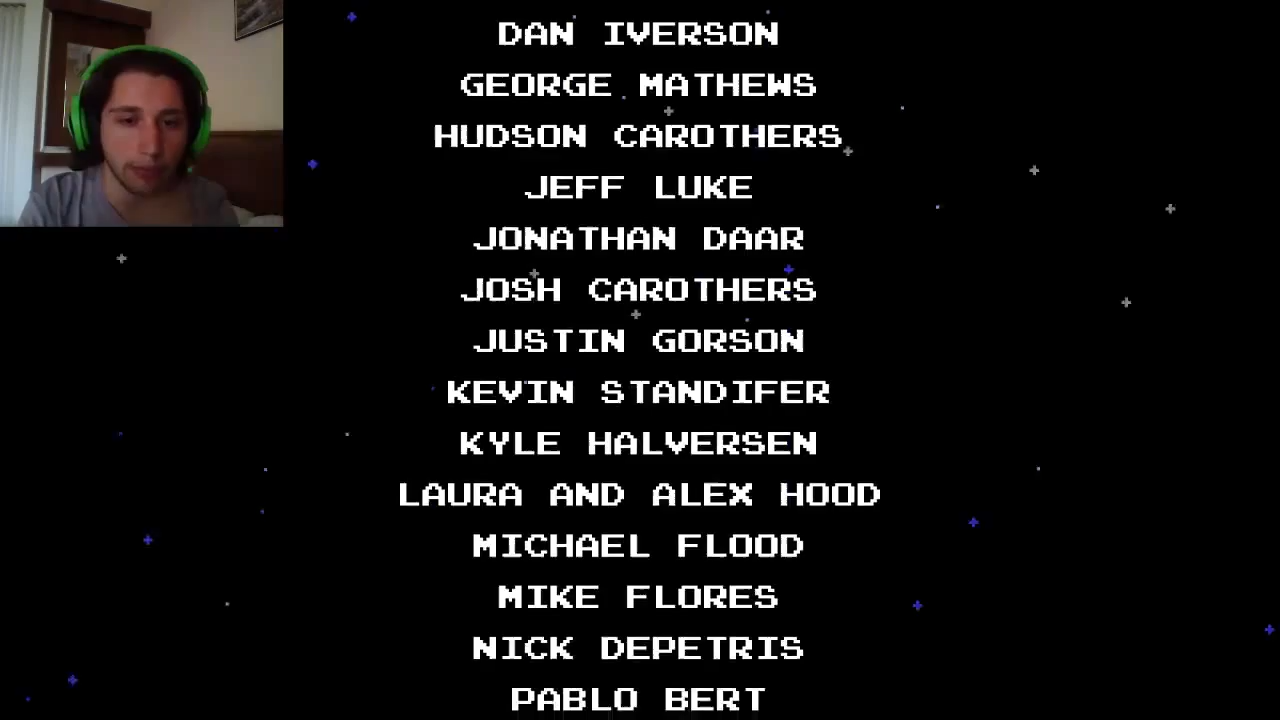 DAN IVERSON
GEORGE MATHEWS
HUDSON CAROTHERS
JEFF LUKE
JONATHAN DAAR
JOSH CAROTHERS
JUSTIN GORSON
KEVIN STANDIFER
KYLE HALVERSEN
LAURA AND ALEX HOOD
MICHAEL FLOOD
MIKE FLORES
NICK DEPETRIS
PABLO BERT